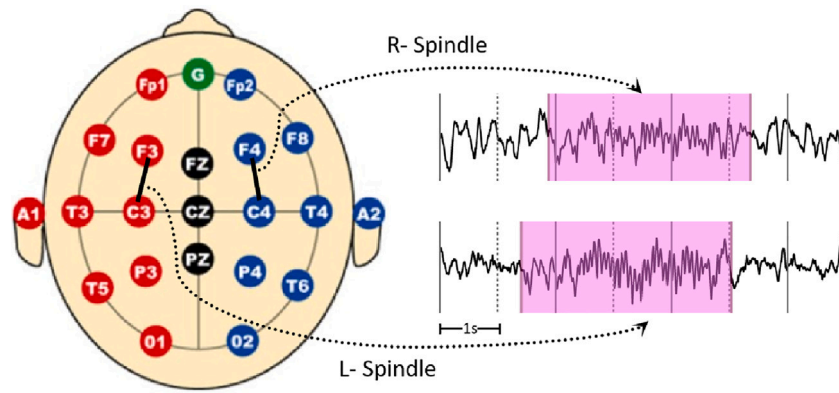 R- Spindle
G
Fp1 Fp2
F7 F3 FZ F4 F8
A1 T3 C3 CZ C4 T4 A2
PZ
P3 P4
T5 T6
01 02
1s
L- Spindle